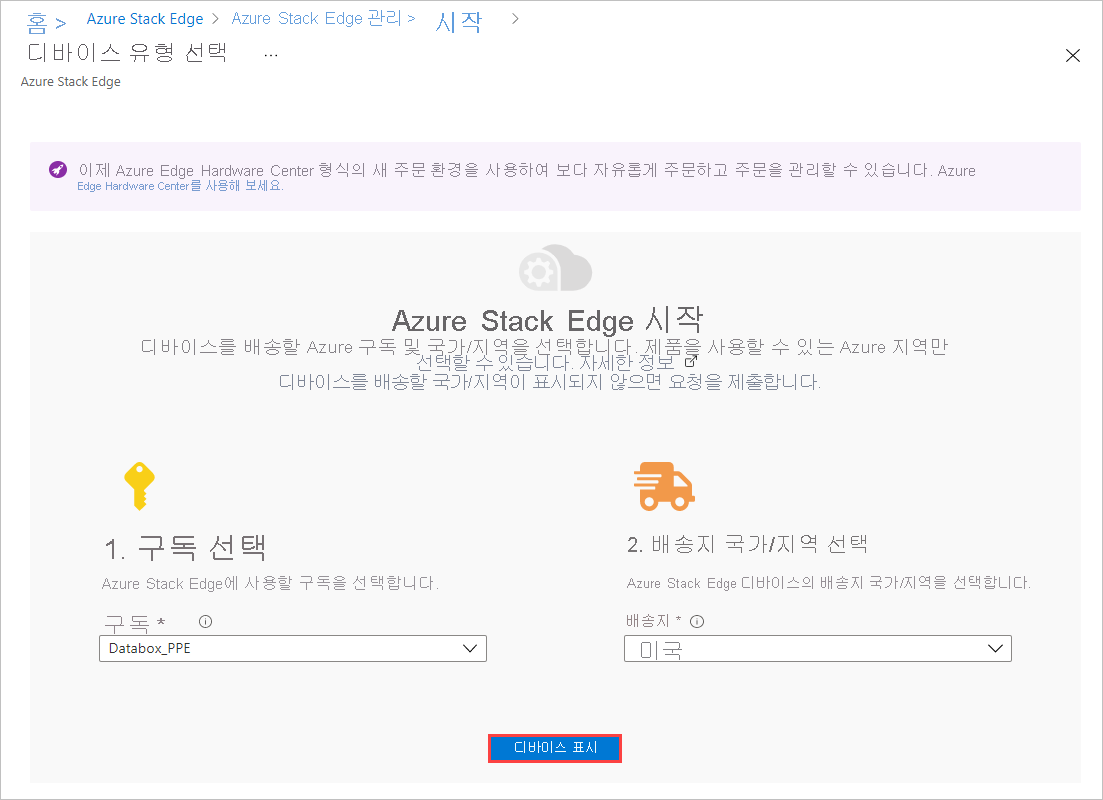 홈 > Azure Stack Edge > Azure Stack Edge 관리 > 시작 >
디바이스 유형 선택 ...
Azure Stack Edge
이제 Azure Edge Hardware Center 형식의 새 주문 환경을 사용하여 보다 자유롭게 주문하고 주문을 관리할 수 있습니다. Azure
Edge Hardware Center를 사용해 보세요.
Azure Stack Edge 시작
디바이스를 배송할 Azure 구독 및 국가/지역을 선택합니다. 제품을 사용할 수 있는 Azure 지역만
선택할 수 있습니다. 자세한 정보
디바이스를 배송할 국가/지역이 표시되지 않으면 요청을 제출합니다.
1. 구독 선택
Azure Stack Edge에 사용할 구독을 선택합니다.
구독 *
Databox_PPE
2. 배송지 국가/지역 선택
Azure Stack Edge 디바이스의 배송지 국가/지역을 선택합니다.
배송지 *
미국
디바이스 표시